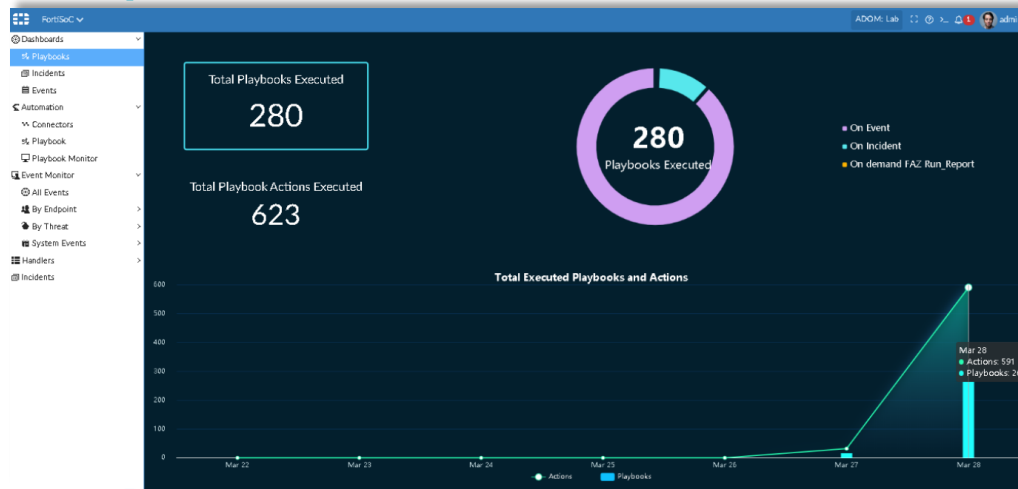 FortiSoC
ADOM: Lab
1
admi
Dashboards
Playbooks
Incidents
Events
Automation
Connectors
Playbook
Playbook Monitor
Event Monitor
All Events
By Endpoint
By Threat
System Events
Handlers
Incidents
Total Playbooks Executed
280
Total Playbook Actions Executed
623
280
Playbooks Executed
On Event
On Incident
On demand FAZ Run_Report
Total Executed Playbooks and Actions
600
500
400
300
200
100
0
Mar 22
Mar 23
Mar 24
Mar 25
Mar 26
Mar 27
Mar 28
Mar 28
Actions: 591
Playbooks: 2
Actions
Playbooks